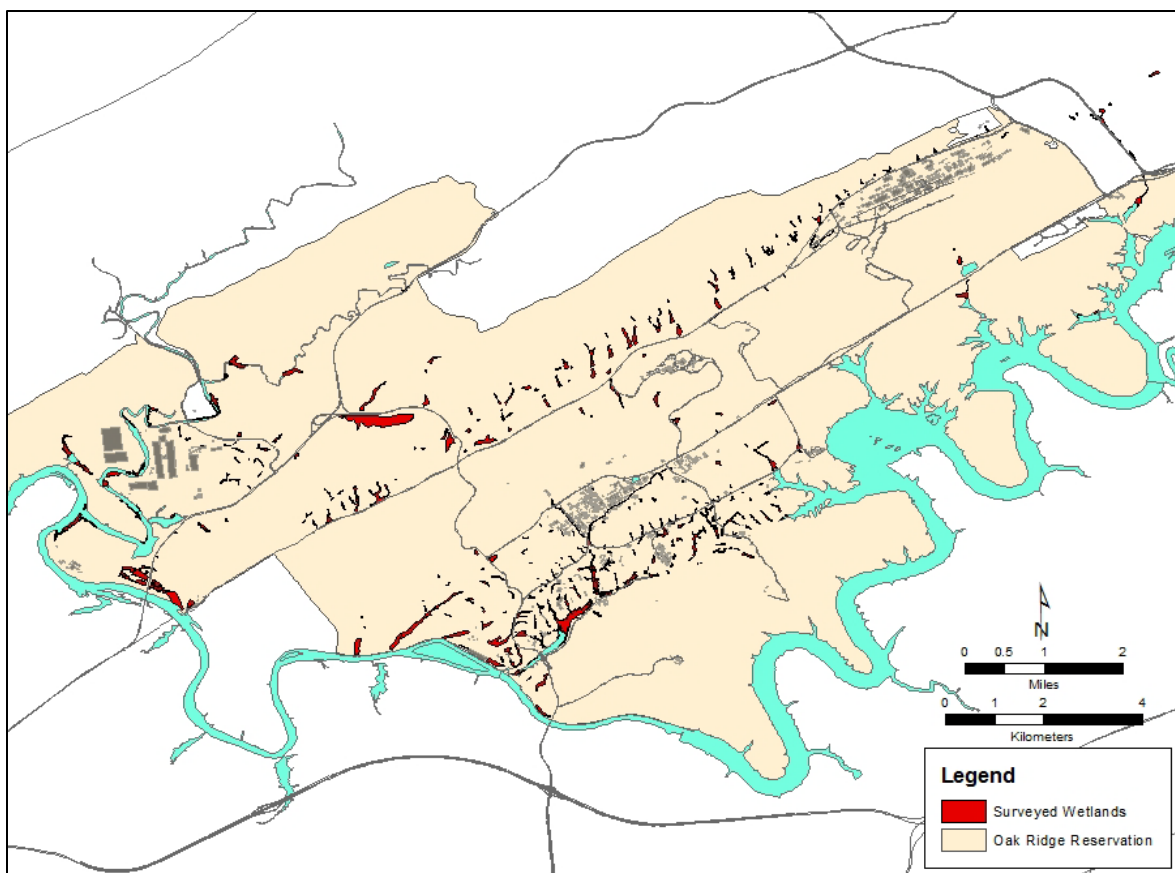 N
0 0.5 1 2
Miles
0 1 2 4
Kilometers
Legend
Surveyed Wetlands
Oak Ridge Reservation